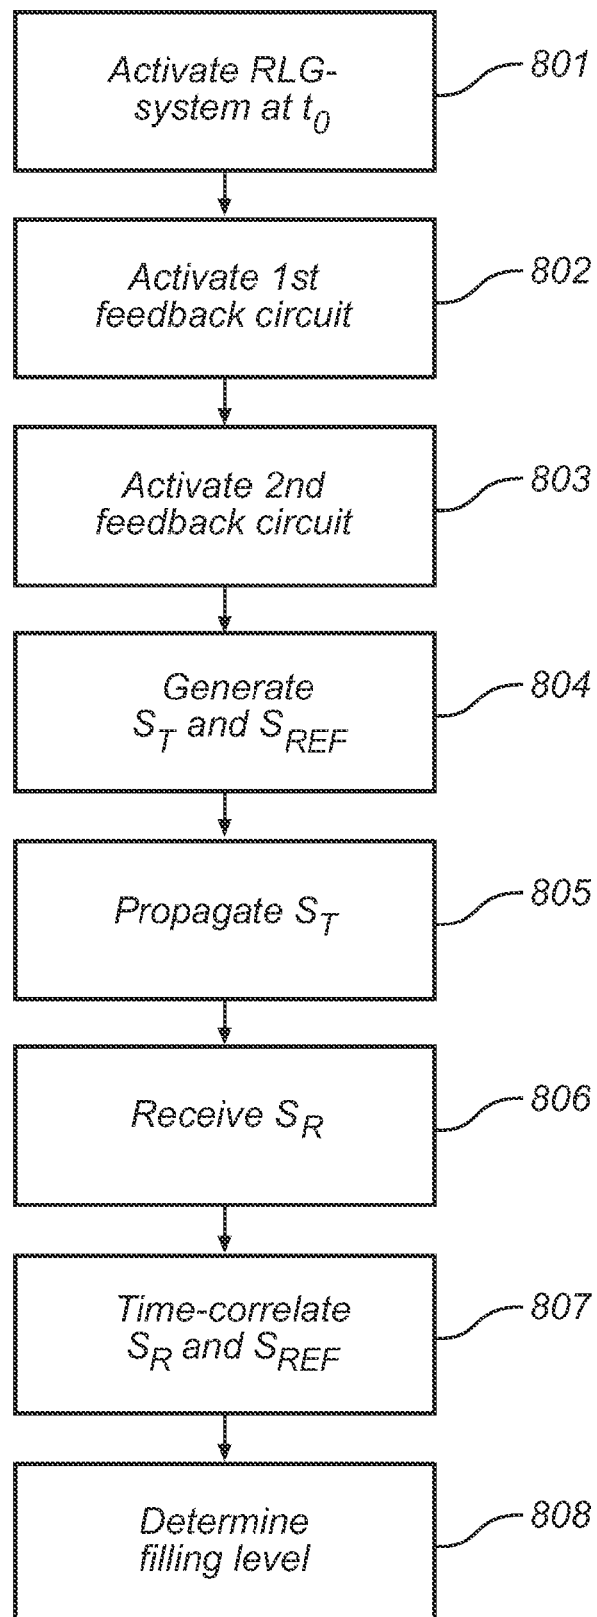 Activate RLG-
system at t0
801
Activate 1st
feedback circuit
802
Activate 2nd
feedback circuit
803
Generate
ST and SREF
804
Propagate ST
805
Receive SR
806
Time-correlate
SR and SREF
807
Determine
filling level
808